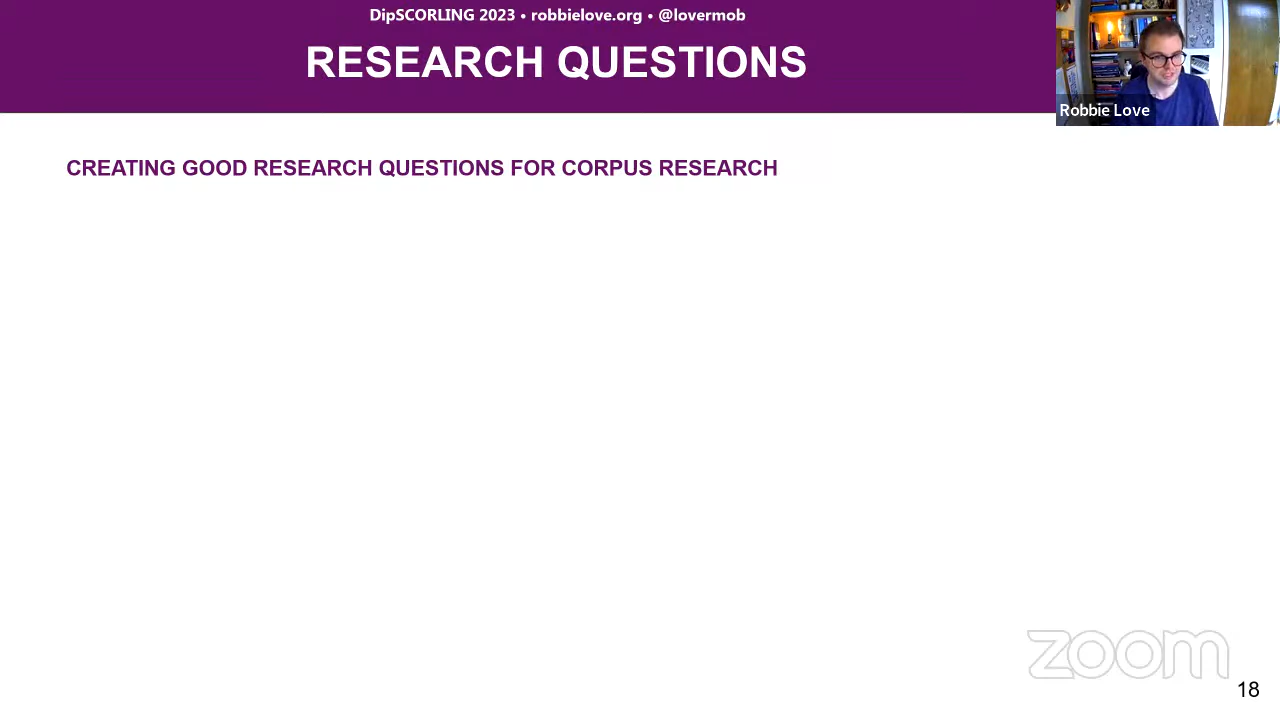 DipSCORLING 2023 • robbielove.org • @lovermob
RESEARCH QUESTIONS
Robbie Love
CREATING GOOD RESEARCH QUESTIONS FOR CORPUS RESEARCH
zoom
18